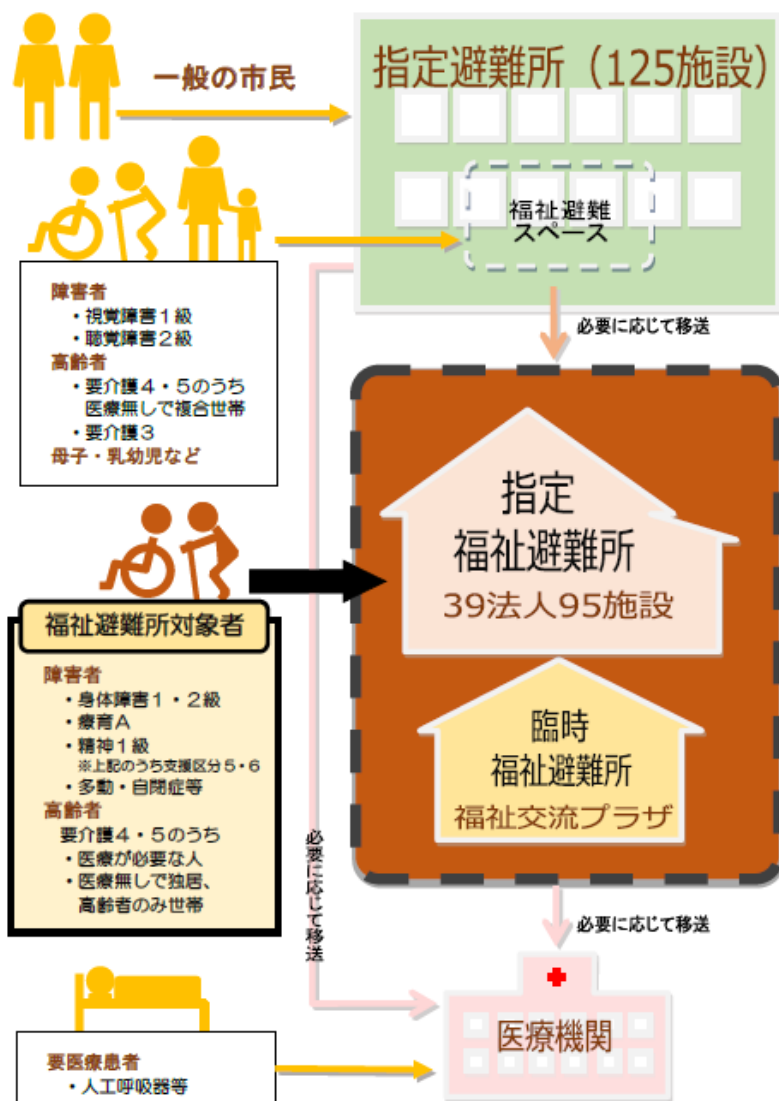 一般の市民
指定避難所（125施設）
福祉避難
スペース
障害者
・視覚障害１級
・聴覚障害２級
高齢者
・要介護４・５のうち
医療無しで複合世帯
・要介護３
母子・乳幼児など
必要に応じて移送
指定
福祉避難所
39法人95施設
福祉避難所対象者
障害者
・身体障害１・２級
・療育Ａ
・精神１級
※上記のうち支援区分５・６
・多動・自閉症等
高齢者
要介護４・５のうち
・医療が必要な人
・医療無しで独居、
高齢者のみ世帯
臨時
福祉避難所
福祉交流プラザ
必要に応じて移送
必要に応じて移送
医療機関
要医療患者
・人工呼吸器等